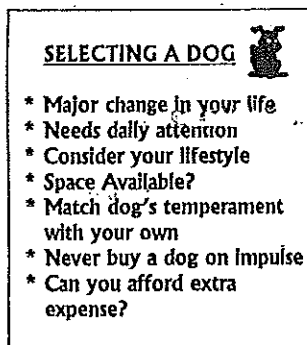 SELECTING A DOG
* Major change in your life
* Needs daily attention
* Consider your lifestyle
* Space Available?
* Match dog's temperament
with your own
* Never buy a dog on impulse
* Can you afford extra
expense?